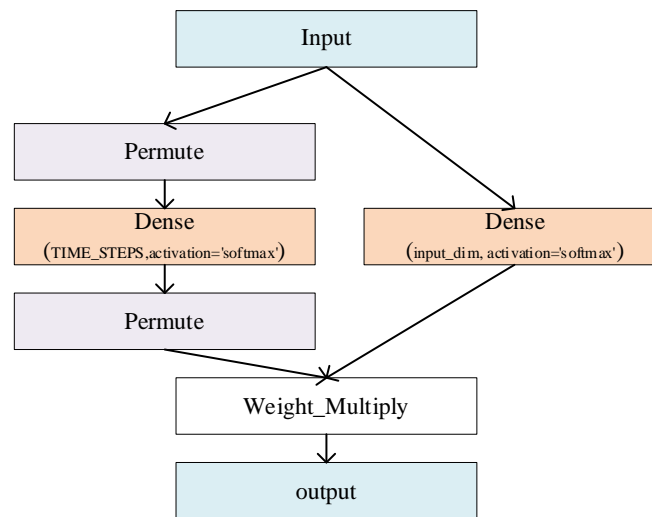 Input
Permute
Dense
(TIME_STEPS,activation='softmax')
Permute
Dense
(input_dim, activation='softmax')
Weight_Multiply
output